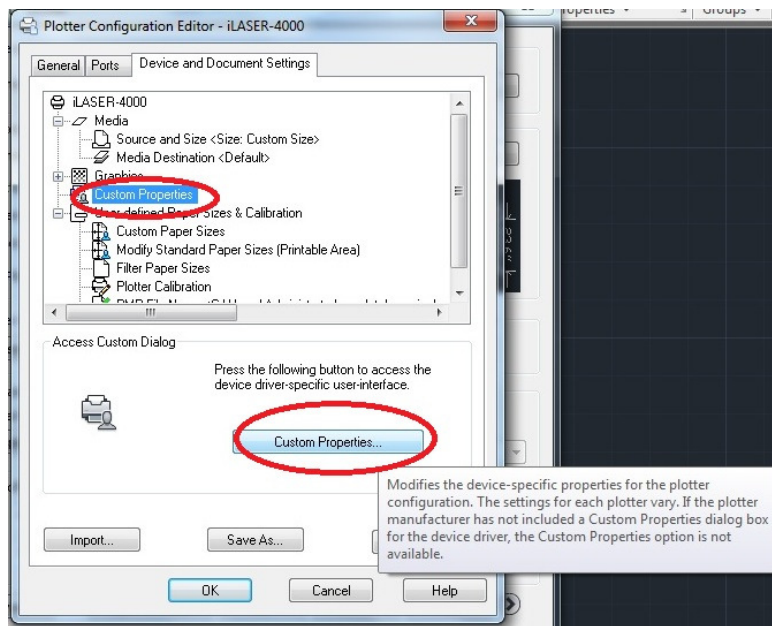 Plotter Configuration Editor - iLASER-4000
General Ports Device and Document Settings
iLASER-4000
Media
Source and Size <Size: Custom Size>
Media Destination <Default>
Graphics
Custom Properties
User-defined Paper Sizes & Calibration
Custom Paper Sizes
Modify Standard Paper Sizes (Printable Area)
Filter Paper Sizes
Plotter Calibration
Access Custom Dialog
Press the following button to access the
device driver-specific user-interface.
Custom Properties...
Modifies the device-specific properties for the plotter
configuration. The settings for each plotter vary. If the plotter
manufacturer has not included a Custom Properties dialog box
for the device driver, the Custom Properties option is not
available.
Import... Save As...
OK Cancel Help
Groups